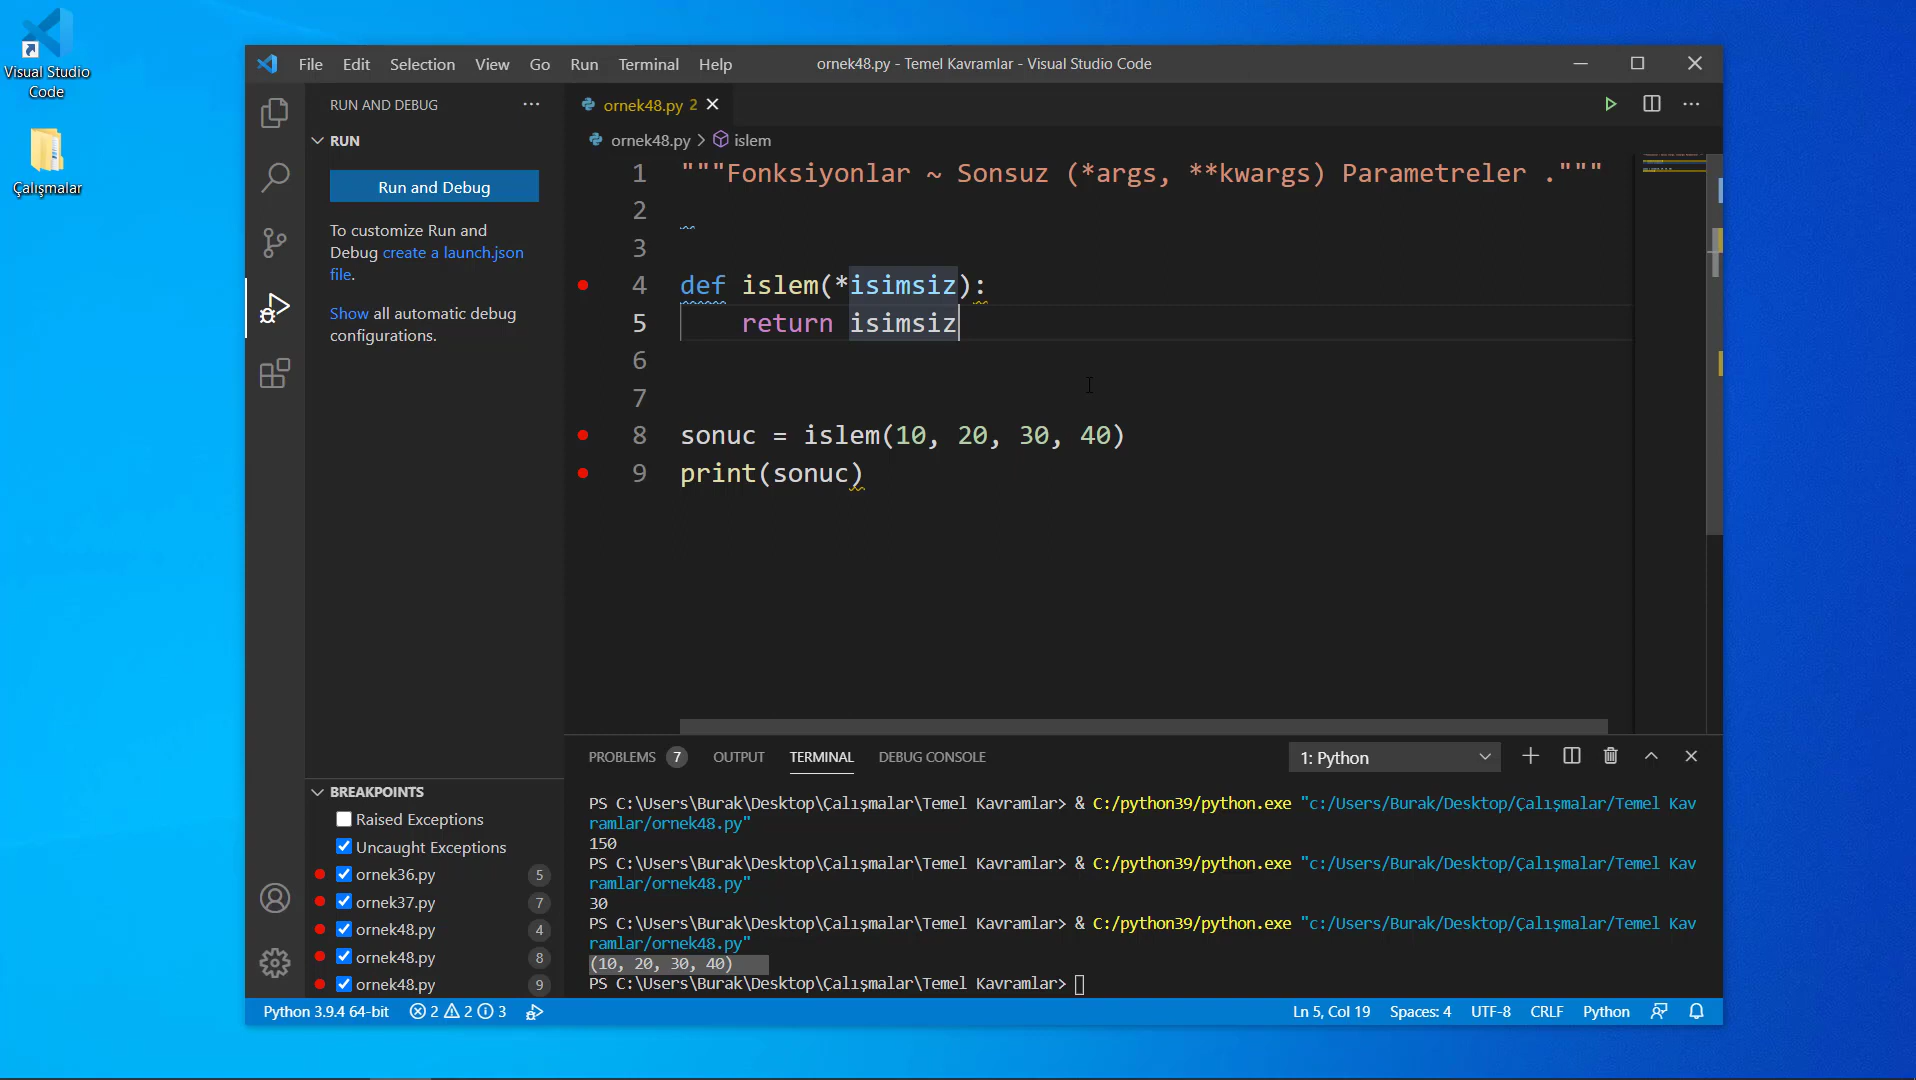 Visual Studio
Code
Çalışmalar
File Edit Selection View Go Run Terminal Help
ornek48.py - Temel Kavramlar - Visual Studio Code
RUN AND DEBUG
RUN
Run and Debug
To customize Run and
Debug create a launch.json
file.
Show all automatic debug
configurations.
ornek48.py 2
ornek48.py > islem
1 """Fonksiyonlar ~ Sonsuz (*args, **kwargs) Parametreler ."""
2
3
4 def islem(*isimsiz):
5 return isimsiz
6
7
8 sonuc = islem(10, 20, 30, 40)
9 print(sonuc)
BREAKPOINTS
Raised Exceptions
Uncaught Exceptions
ornek36.py 5
ornek37.py 7
ornek48.py 4
ornek48.py 8
ornek48.py 9
PROBLEMS 7 OUTPUT TERMINAL DEBUG CONSOLE
1: Python
PS C:\Users\Burak\Desktop\Çalışmalar\Temel Kavramlar> & C:/python39/python.exe "c:/Users/Burak/Desktop/Çalışmalar/Temel Kav
ramlar/ornek48.py"
150
PS C:\Users\Burak\Desktop\Çalışmalar\Temel Kavramlar> & C:/python39/python.exe "c:/Users/Burak/Desktop/Çalışmalar/Temel Kav
ramlar/ornek48.py"
30
PS C:\Users\Burak\Desktop\Çalışmalar\Temel Kavramlar> & C:/python39/python.exe "c:/Users/Burak/Desktop/Çalışmalar/Temel Kav
ramlar/ornek48.py"
(10, 20, 30, 40)
PS C:\Users\Burak\Desktop\Çalışmalar\Temel Kavramlar>
Python 3.9.4 64-bit 2 2 3
Ln 5, Col 19 Spaces: 4 UTF-8 CRLF Python